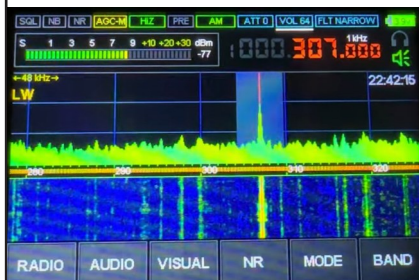 SQL NB NR AGC-M HiZ PRE AM ATT 0 VOL 64 FLT NARROW
S 1 3 5 7 9 +10 +20 +30 dBm
-77
1kHz
307.000
←48 kHz→
22:42:15
LW
280 290 300 310 320
RADIO AUDIO VISUAL NR MODE BAND